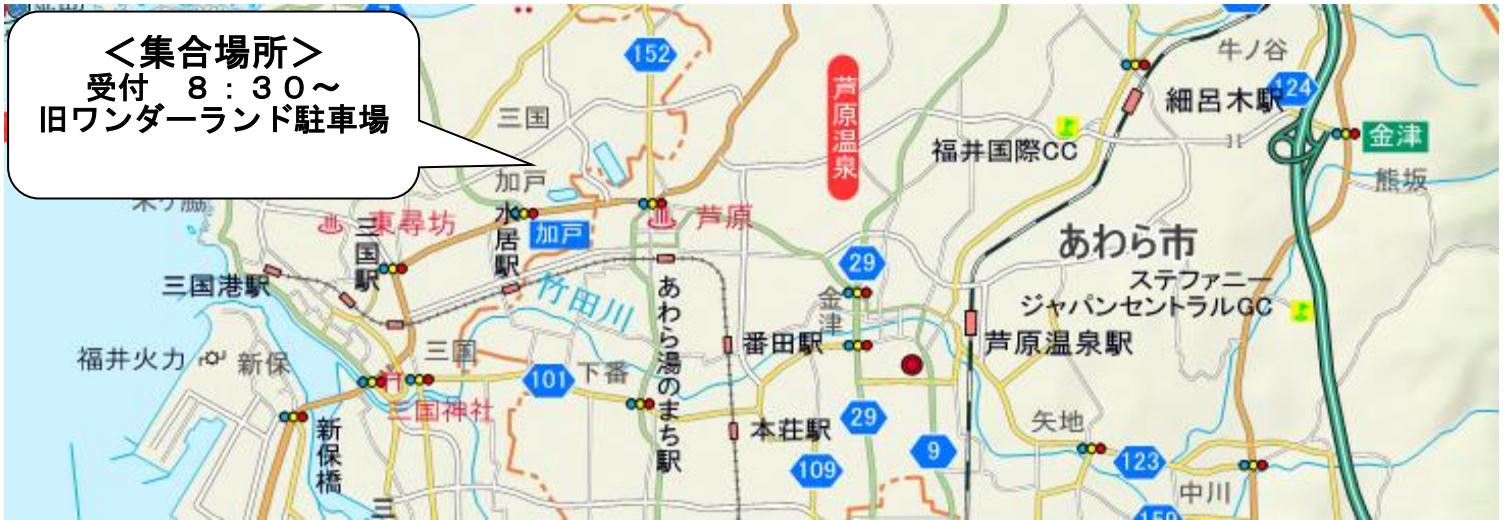 ＜集合場所＞
受付　８：３０～
旧ワンダーランド駐車場
152
牛ノ谷
124
細呂木駅
金津
熊坂
芦原温泉
福井国際CC
三国
加戸
水居駅
加戸
東尋坊
芦原
三国駅
三国港駅
竹田川
あわら市
ステファニー
ジャパンセントラルGC
29
金津
番田駅
芦原温泉駅
あわら湯のまち駅
福井火力
新保
三国
101
下番
三国神社
新保橋
本荘駅
29
9
109
矢地
123
中川
三